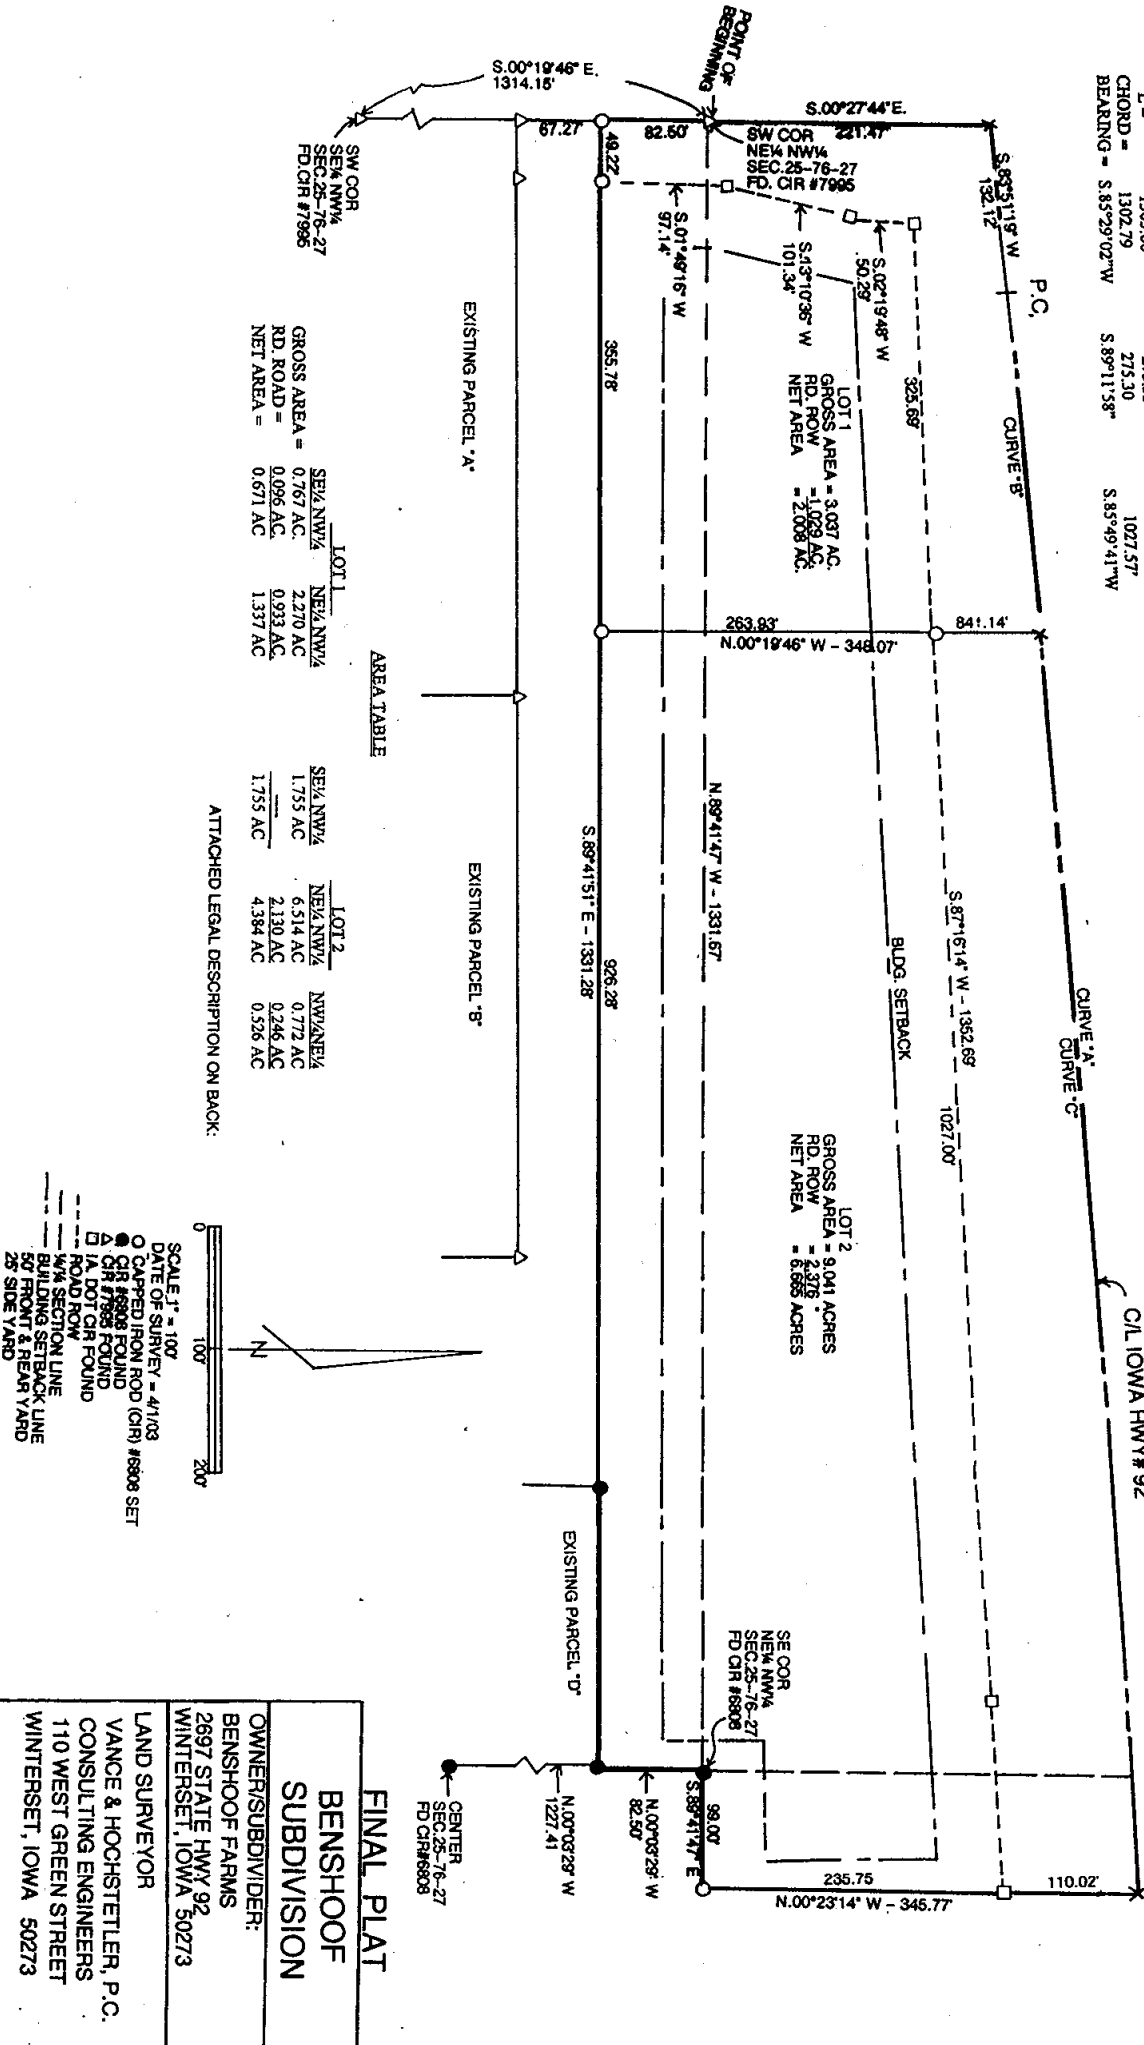 CHORD = 1302.79 275.30 1027.57'
BEARING = S.85°29'02"W S.89°11'58" S.85°49'41"W
C/L IOWA HWY# 92
P.C.
CURVE "B"
CURVE "A"
CURVE "C"
S.83°51'19" W
132.12'
S.00°27'44"E.
221.47'
POINT OF
BEGINNING
SW COR
NE¼ NW¼
SEC.25-76-27
FD. CIR #7995
S.00°19'46" E.
1314.15'
82.50'
67.27'
49.22'
S.02°19'48" W
50.29'
S.13°10'36" W
101.34'
S.01°49'16" W
97.14'
325.69'
LOT 1
GROSS AREA = 3.037 AC.
RD. ROW = 1.029 AC.
NET AREA = 2.008 AC.
841.14'
263.93'
N.00°19'46" W - 348.07'
S.87°16'14" W - 1352.69'
1027.00'
BLDG. SETBACK
LOT 2
GROSS AREA = 9.041 ACRES
RD. ROW = 2.376 "
NET AREA = 6.665 ACRES
N.89°41'47" W - 1331.67'
355.78'
926.28'
S.89°41'51" E - 1331.28'
SE COR
NE¼ NW¼
SEC.25-76-27
FD CIR #6808
110.02'
235.75
N.00°23'14" W - 345.77'
99.00'
S.89°41'47" E
N.00°03'29" W
82.50'
N.00°03'29" W
1227.41
CENTER
SEC.25-76-27
FD CIR#6808
SW COR
SE¼ NW¼
SEC.25-76-27
FD.CIR #7995
EXISTING PARCEL "A"
EXISTING PARCEL "B"
EXISTING PARCEL "D"
AREA TABLE
LOT 1 LOT 2
SE¼ NW¼ NE¼ NW¼ SE¼ NW¼ NE¼ NW¼ NW¼NE¼
GROSS AREA = 0.767 AC. 2.270 AC 1.755 AC 6.514 AC 0.772 AC
RD. ROAD = 0.096 AC. 0.933 AC. ---- 2.130 AC 0.246 AC
NET AREA = 0.671 AC 1.337 AC 1.755 AC 4.384 AC 0.526 AC
ATTACHED LEGAL DESCRIPTION ON BACK:
N
0 100' 200'
SCALE 1" = 100'
DATE OF SURVEY = 4/1/03
CAPPED IRON ROD (CIR) #6808 SET
CIR #6808 FOUND
CIR #7995 FOUND
IA. DOT CIR FOUND
ROAD ROW
¼/¼ SECTION LINE
BUILDING SETBACK LINE
50' FRONT & REAR YARD
25' SIDE YARD
FINAL PLAT
BENSHOOF
SUBDIVISION
OWNER/SUBDIVIDER:
BENSHOOF FARMS
2697 STATE HWY 92
WINTERSET, IOWA 50273
LAND SURVEYOR
VANCE & HOCHSTETLER, P.C.
CONSULTING ENGINEERS
110 WEST GREEN STREET
WINTERSET, IOWA 50273